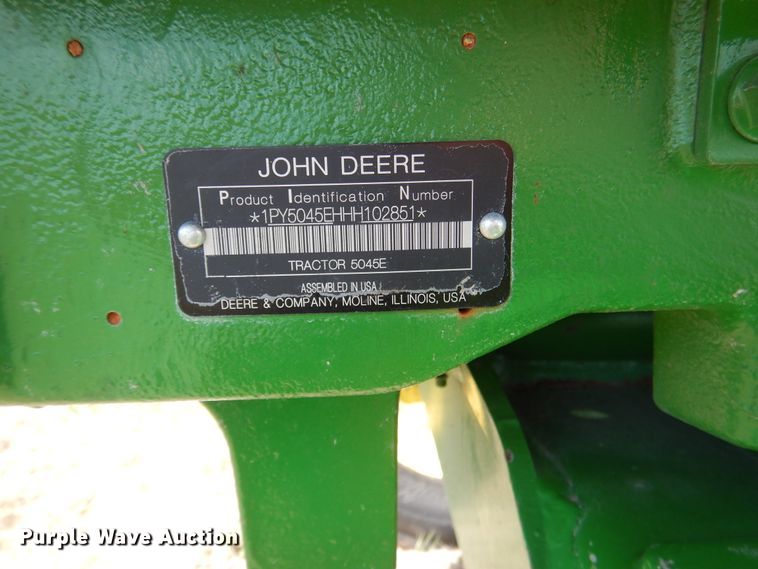 JOHN DEERE
Product Identification Number
*1PY5045EHHH102851*
TRACTOR 5045E
ASSEMBLED IN USA
DEERE & COMPANY, MOLINE, ILLINOIS, USA
Purple Wave Auction